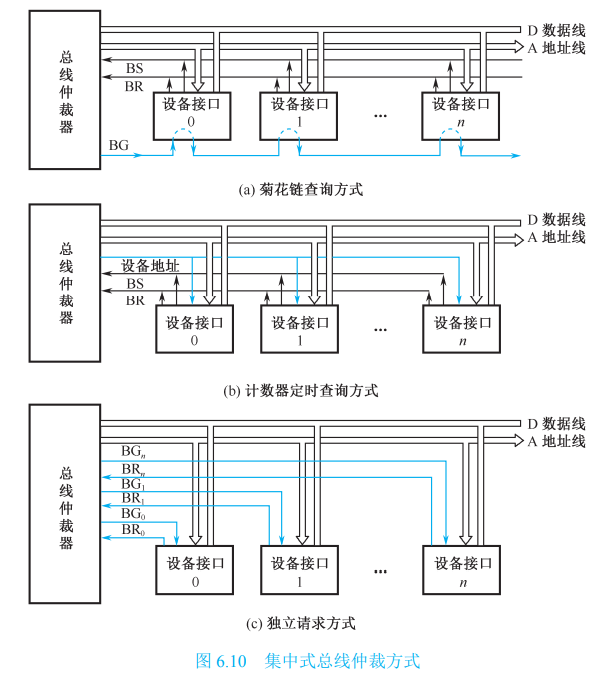 总线仲裁器
D 数据线
A 地址线
BS
BR
设备接口
0
设备接口
1
...
设备接口
n
BG
(a) 菊花链查询方式
总线仲裁器
D 数据线
A 地址线
设备地址
BS
BR
设备接口
0
设备接口
1
...
设备接口
n
(b) 计数器定时查询方式
总线仲裁器
D 数据线
A 地址线
BGn
BRn
BG1
BR1
BG0
BR0
设备接口
0
设备接口
1
...
设备接口
n
(c) 独立请求方式
图 6.10 集中式总线仲裁方式